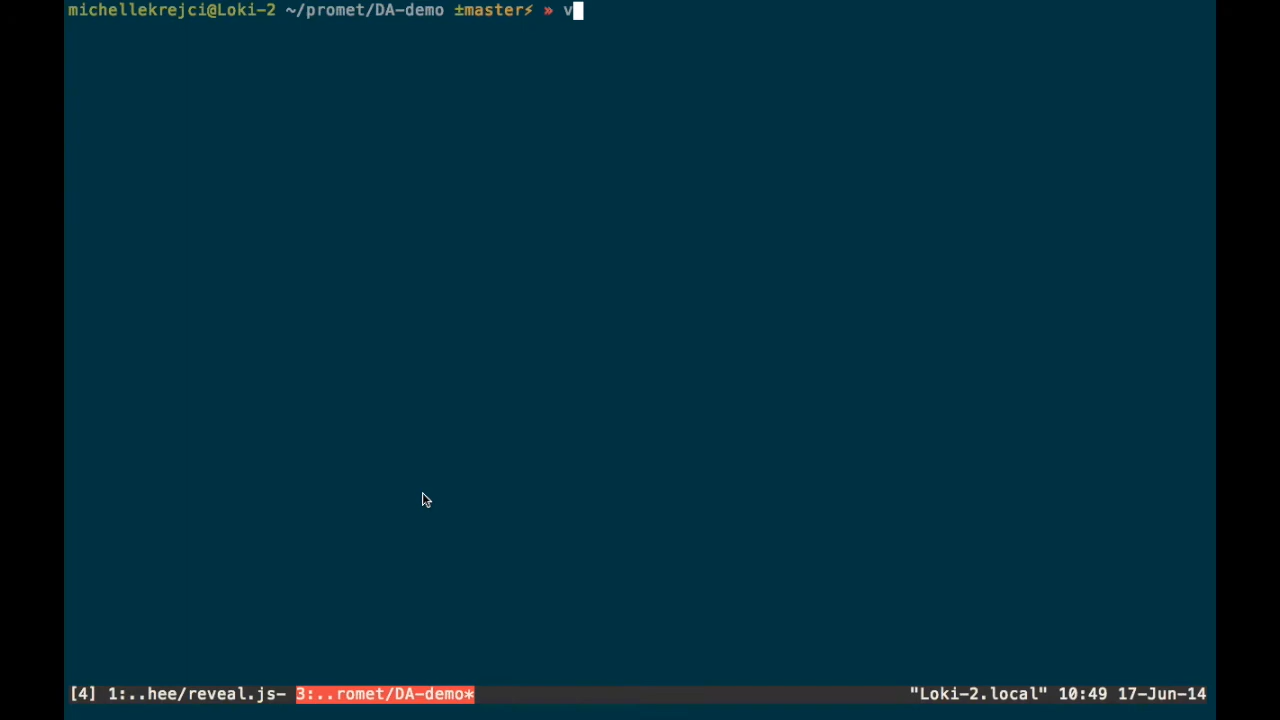 michellekrejci@Loki-2 ~/promet/DA-demo ±master⚡ » v
[4] 1:..hee/reveal.js- 3:..romet/DA-demo* "Loki-2.local" 10:49 17-Jun-14